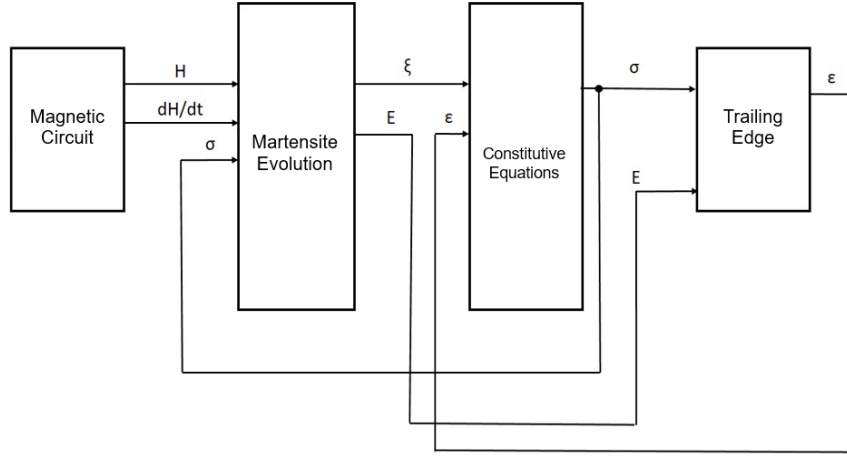 H
dH/dt
σ
Magnetic
Circuit
Martensite
Evolution
ξ
E
ε
Constitutive
Equations
σ
E
Trailing
Edge
ε